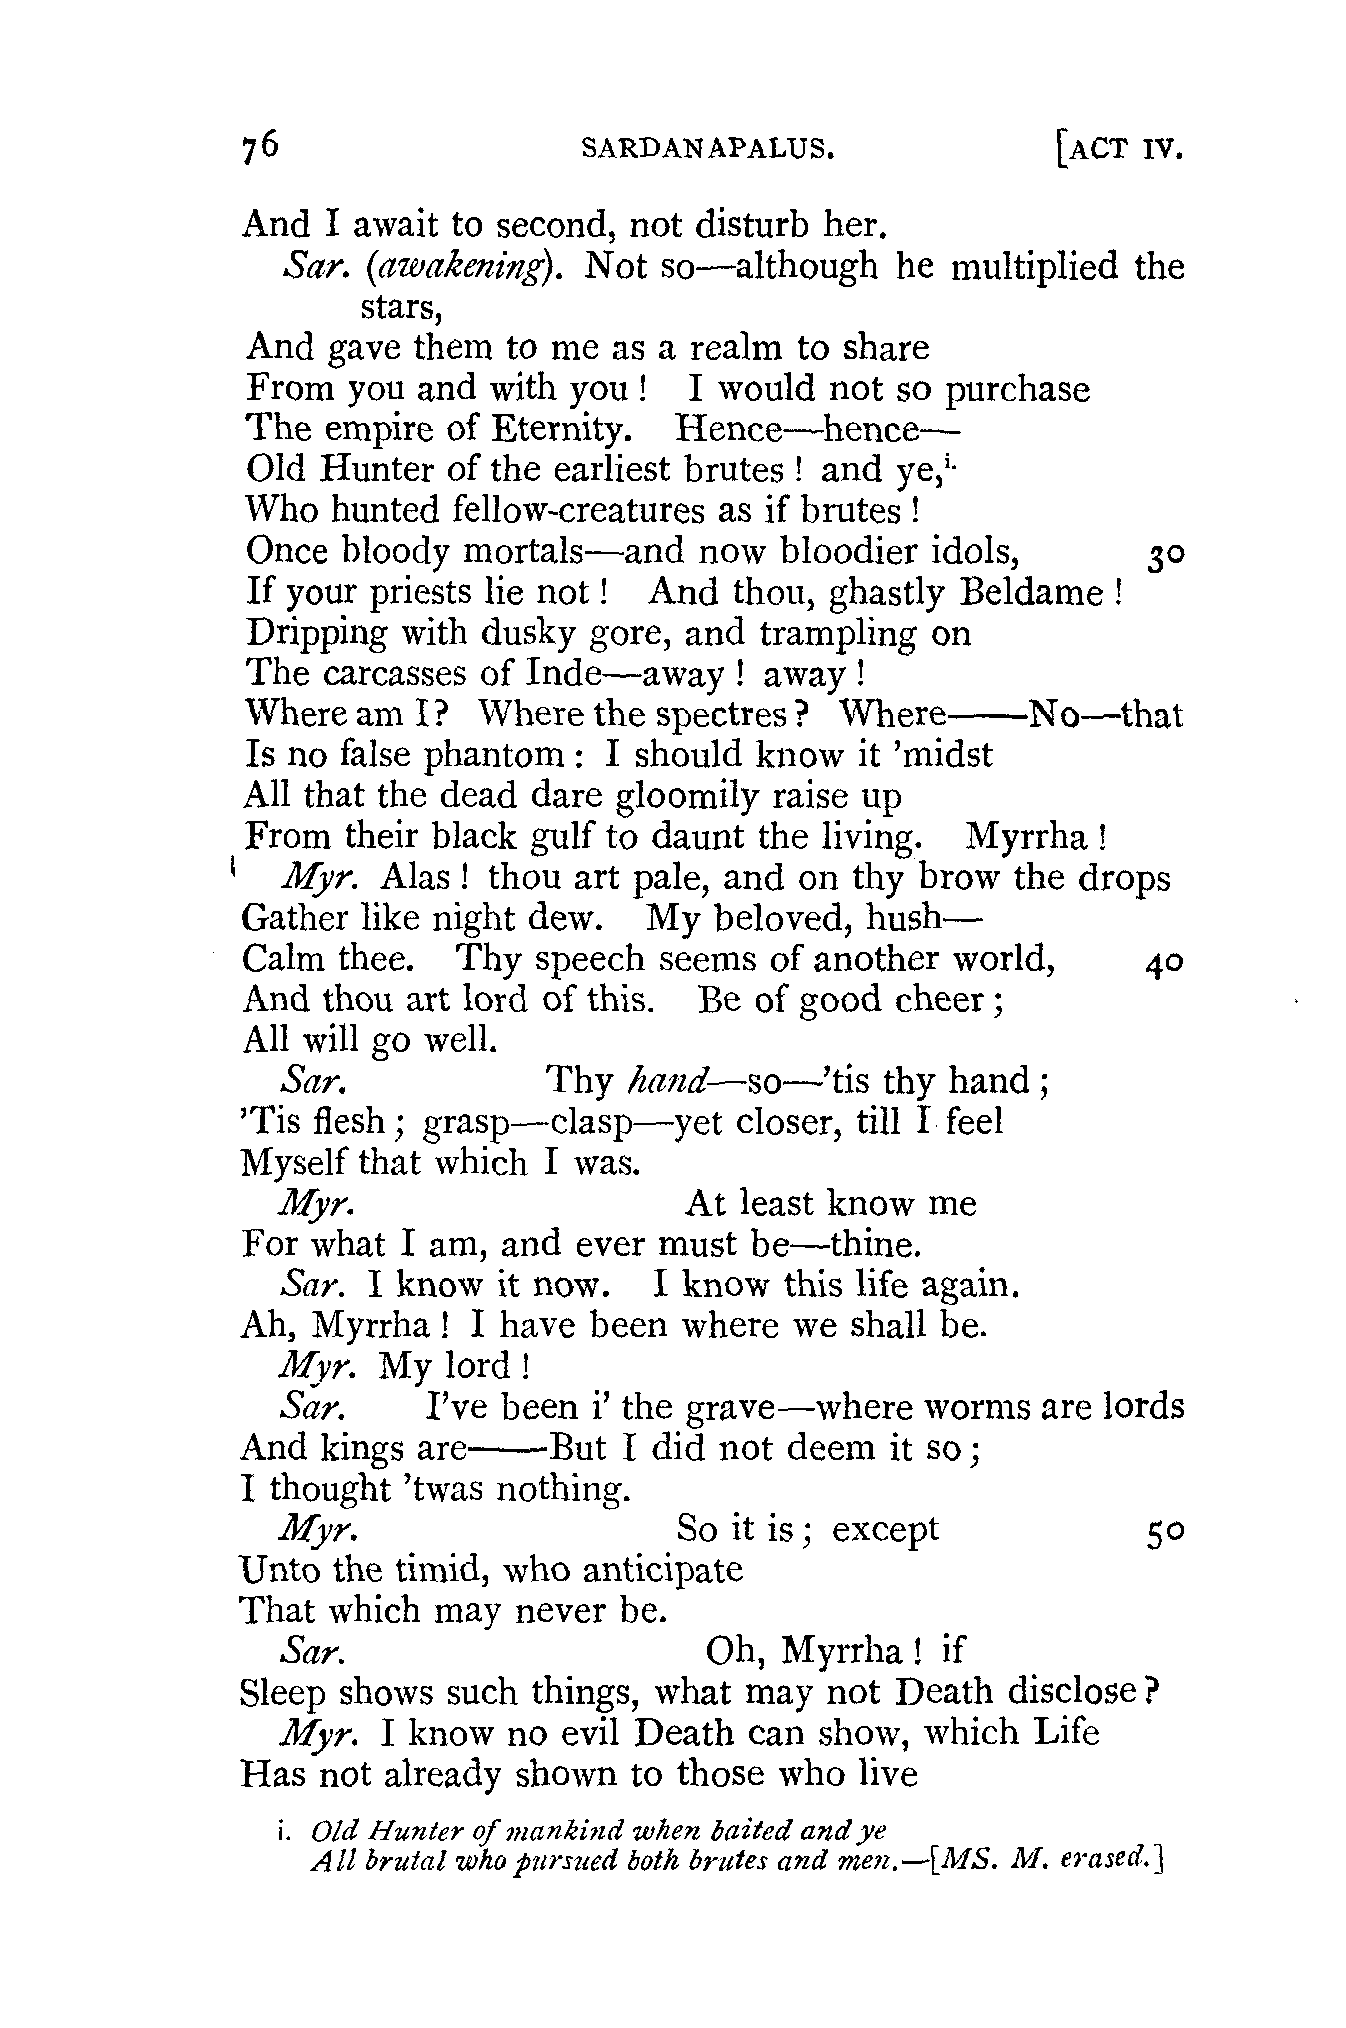 76 SARDANAPALUS. [ACT IV.
And I await to second, not disturb her.
Sar. (awakening). Not so—although he multiplied the
stars,
And gave them to me as a realm to share
From you and with you! I would not so purchase
The empire of Eternity. Hence—hence—
Old Hunter of the earliest brutes! and ye,i.
Who hunted fellow-creatures as if brutes!
Once bloody mortals—and now bloodier idols, 30
If your priests lie not! And thou, ghastly Beldame!
Dripping with dusky gore, and trampling on
The carcasses of Inde—away! away!
Where am I? Where the spectres? Where——No—that
Is no false phantom: I should know it 'midst
All that the dead dare gloomily raise up
From their black gulf to daunt the living. Myrrha!
Myr. Alas! thou art pale, and on thy brow the drops
Gather like night dew. My beloved, hush—
Calm thee. Thy speech seems of another world, 40
And thou art lord of this. Be of good cheer;
All will go well.
Sar. Thy hand—so—'tis thy hand;
'Tis flesh; grasp—clasp—yet closer, till I feel
Myself that which I was.
Myr. At least know me
For what I am, and ever must be—thine.
Sar. I know it now. I know this life again.
Ah, Myrrha! I have been where we shall be.
Myr. My lord!
Sar. I've been i' the grave—where worms are lords
And kings are——But I did not deem it so;
I thought 'twas nothing.
Myr. So it is; except 50
Unto the timid, who anticipate
That which may never be.
Sar. Oh, Myrrha! if
Sleep shows such things, what may not Death disclose?
Myr. I know no evil Death can show, which Life
Has not already shown to those who live
i. Old Hunter of mankind when baited and ye
All brutal who pursued both brutes and men.—[MS. M. erased.]